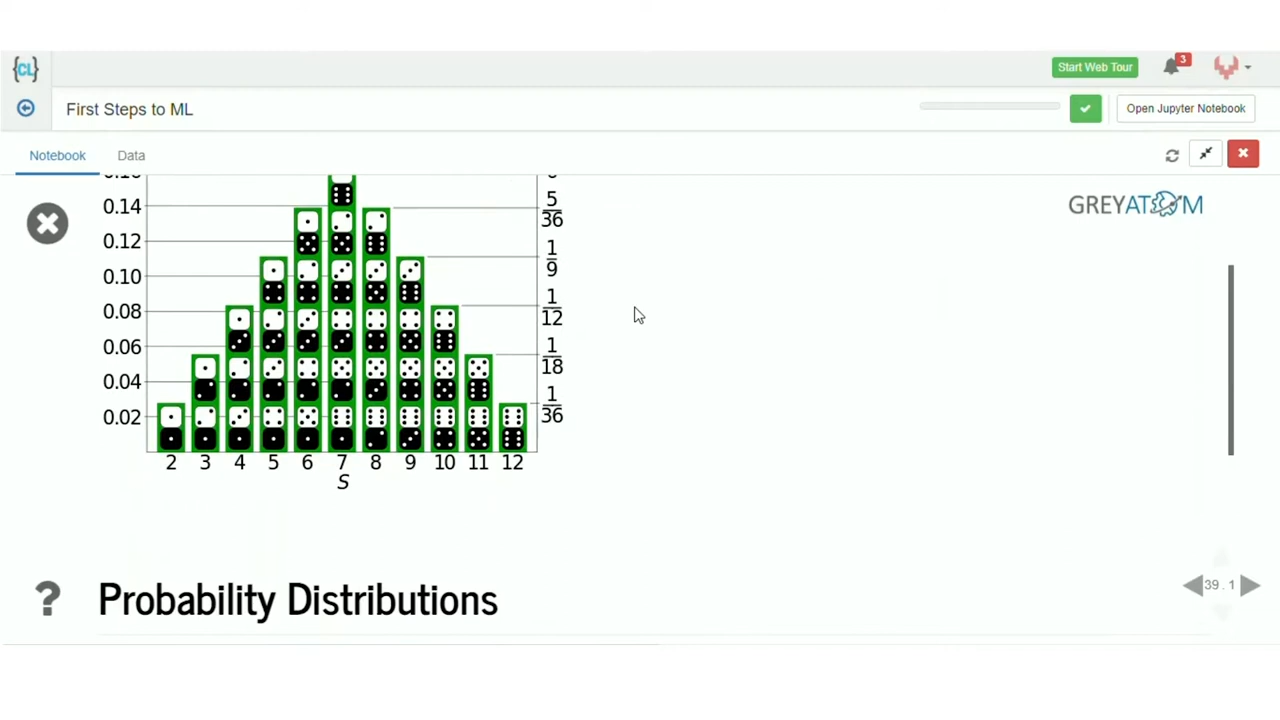 {CL}
Start Web Tour
3
First Steps to ML
Open Jupyter Notebook
Notebook Data
GREYATOM
0.14
0.12
0.10
0.08
0.06
0.04
0.02
5
36
1
9
1
12
1
18
1
36
2 3 4 5 6 7 8 9 10 11 12
S
? Probability Distributions
39.1